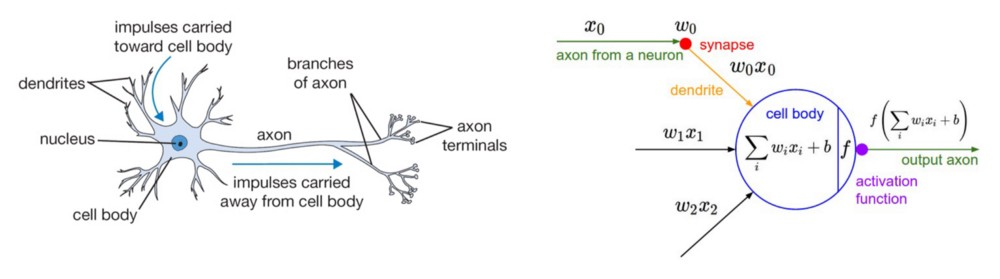 impulses carried
toward cell body
dendrites
nucleus
cell body
axon
impulses carried
away from cell body
branches
of axon
axon
terminals
x₀
w₀
synapse
axon from a neuron
w₀x₀
dendrite
cell body
w₁x₁
∑ᵢ wᵢxᵢ + b
f
f(∑ᵢ wᵢxᵢ + b)
output axon
activation
function
w₂x₂